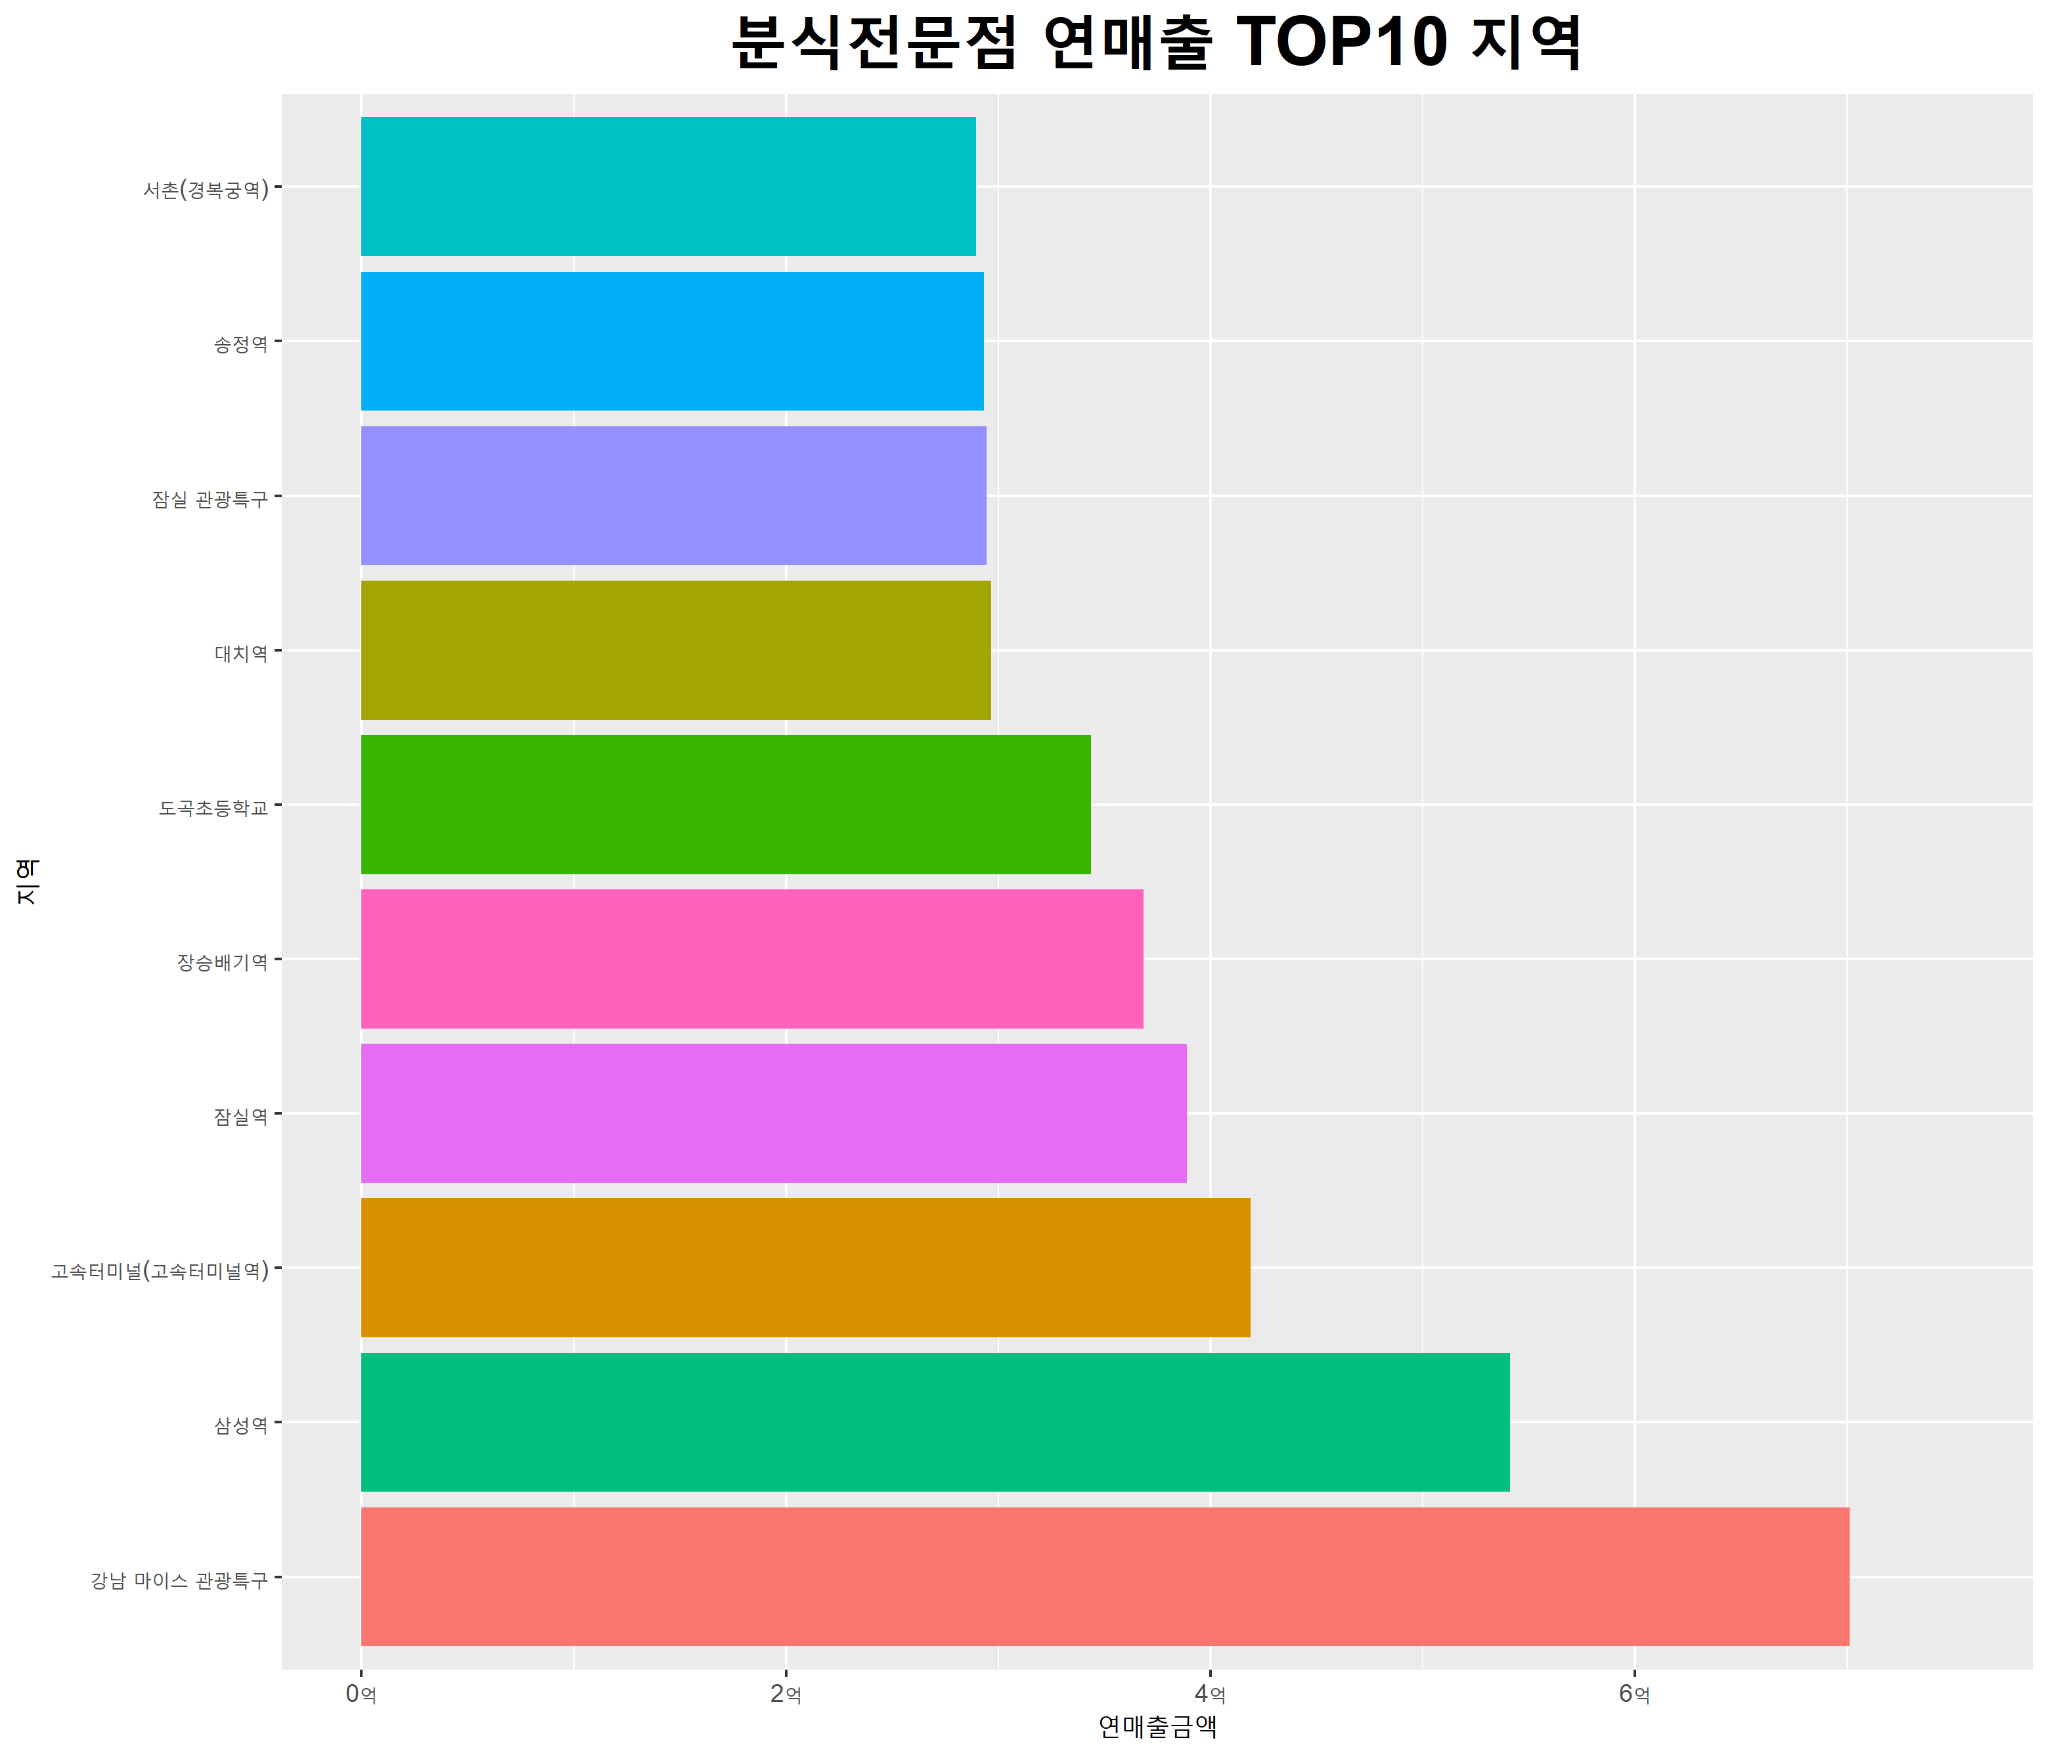 분식전문점 연매출 TOP10 지역
서촌(경복궁역)
송정역
잠실 관광특구
대치역
도곡초등학교
장승배기역
잠실역
고속터미널(고속터미널역)
삼성역
강남 마이스 관광특구
지역
0억 2억 4억 6억
연매출금액